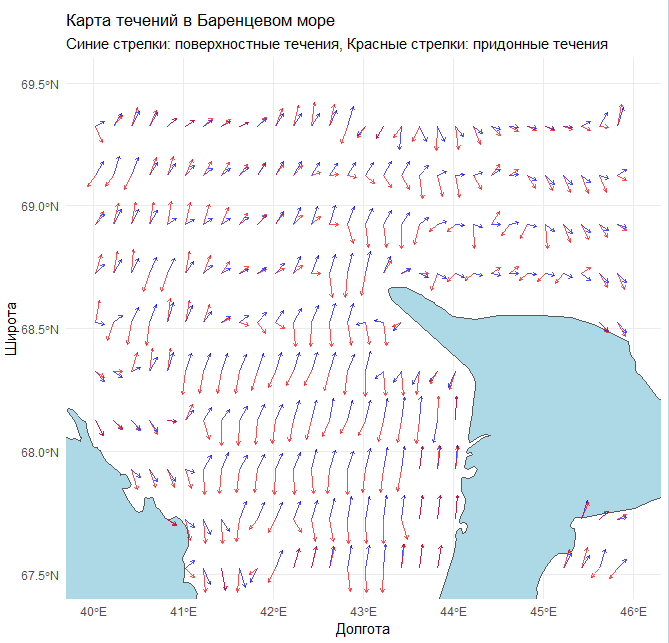 Карта течений в Баренцевом море
Синие стрелки: поверхностные течения, Красные стрелки: придонные течения
69.5°N
69.0°N
68.5°N
68.0°N
67.5°N
Широта
40°E 41°E 42°E 43°E 44°E 45°E 46°E
Долгота